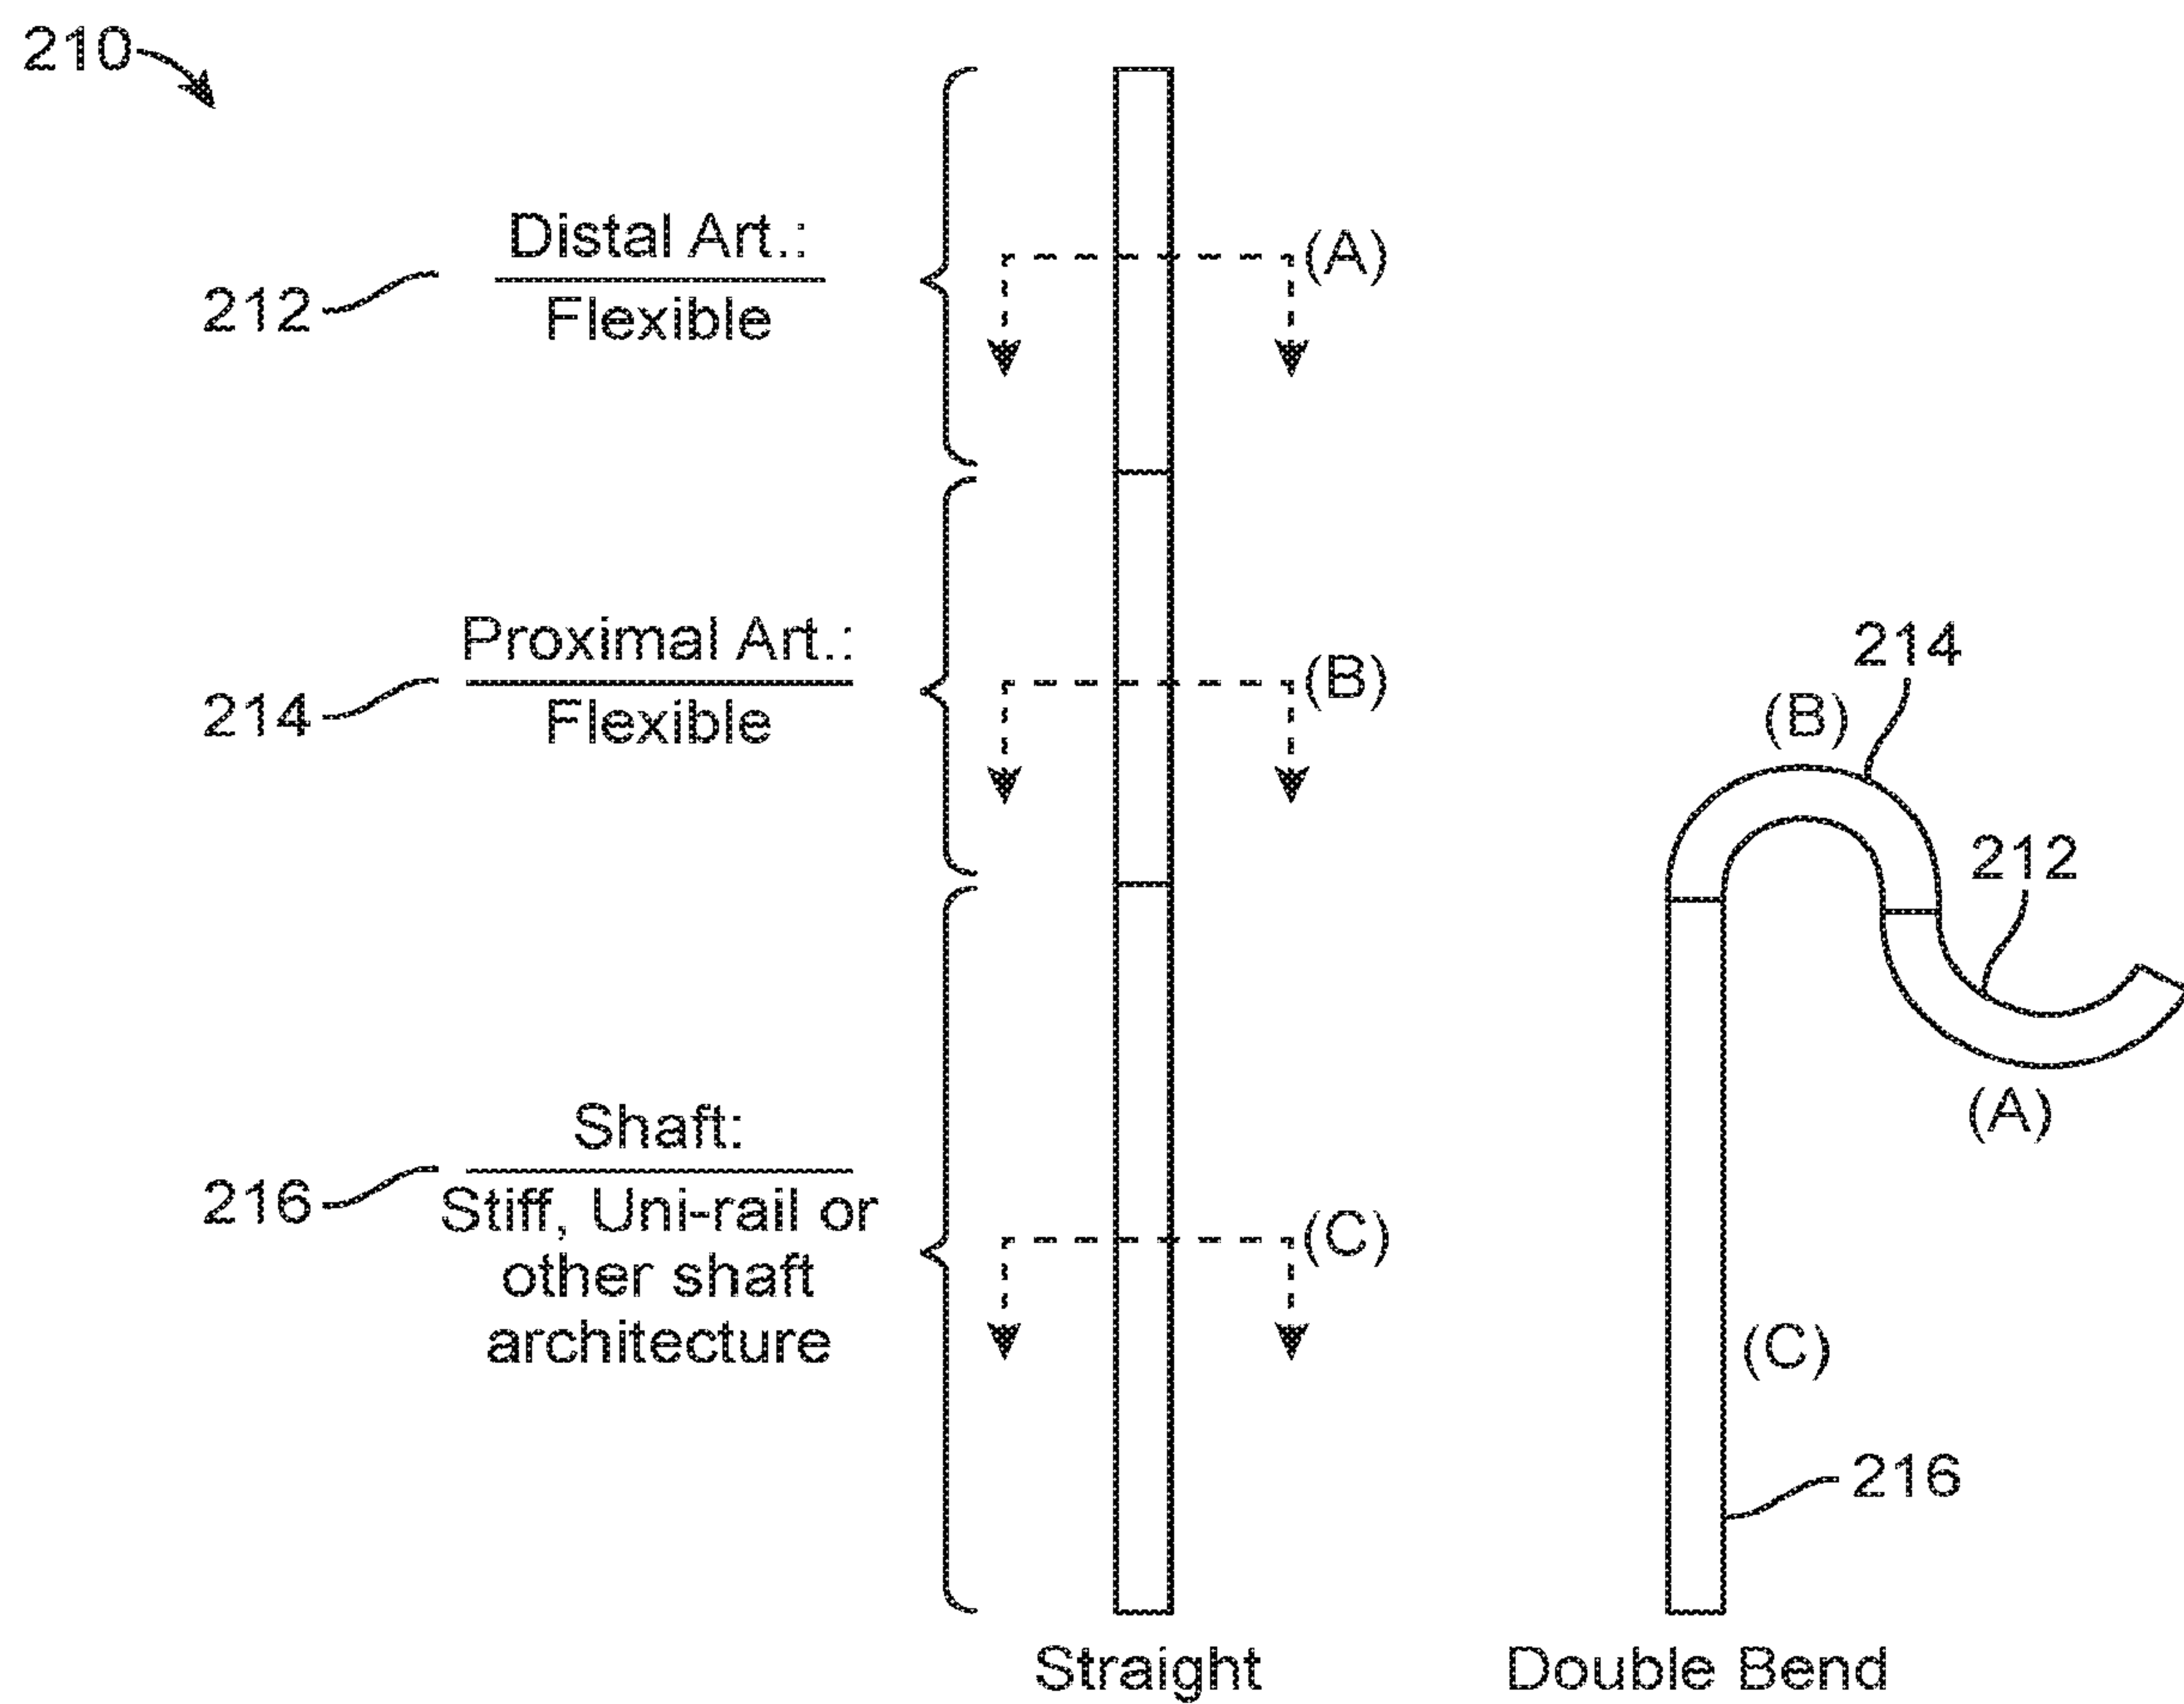 210
Distal Art.:
212
Flexible
(A)
Proximal Art.:
214
Flexible
(B)
Shaft:
216
Stiff, Uni-rail or
other shaft
architecture
(C)
Straight
214
(B)
212
(A)
(C)
216
Double Bend